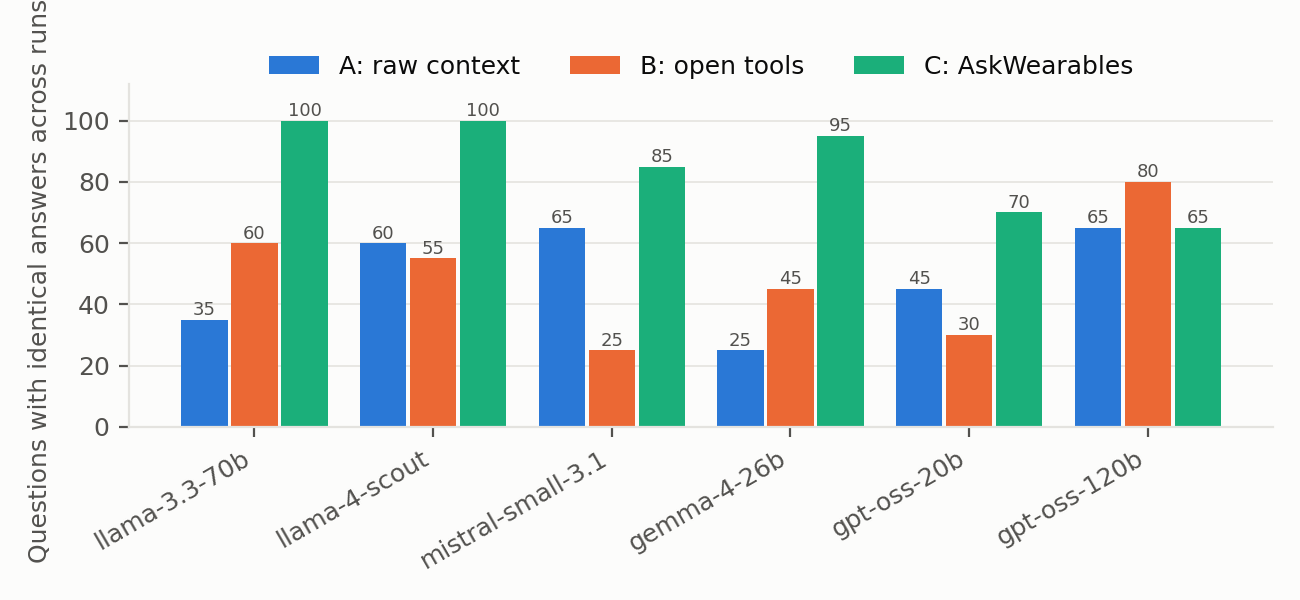 Questions with identical answers across runs
A: raw context B: open tools C: AskWearables
100
80
60
40
20
0
35 60 100
60 55 100
65 25 85
25 45 95
45 30 70
65 80 65
llama-3.3-70b
llama-4-scout
mistral-small-3.1
gemma-4-26b
gpt-oss-20b
gpt-oss-120b